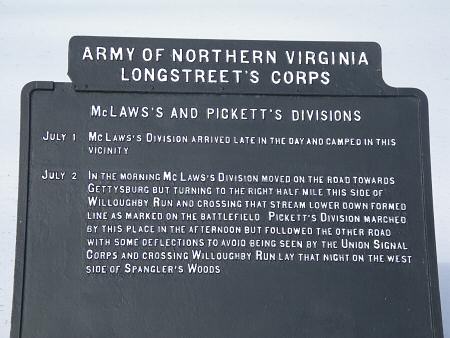 ARMY OF NORTHERN VIRGINIA
LONGSTREET'S CORPS
MCLAWS'S AND PICKETT'S DIVISIONS
JULY 1 MCLAWS'S DIVISION ARRIVED LATE IN THE DAY AND CAMPED IN THIS
VICINITY
JULY 2 IN THE MORNING MCLAWS'S DIVISION MOVED ON THE ROAD TOWARDS
GETTYSBURG BUT TURNING TO THE RIGHT HALF MILE THIS SIDE OF
WILLOUGHBY RUN AND CROSSING THAT STREAM LOWER DOWN FORMED
LINE AS MARKED ON THE BATTLEFIELD PICKETT'S DIVISION MARCHED
BY THIS PLACE IN THE AFTERNOON BUT FOLLOWED THE OTHER ROAD
WITH SOME DEFLECTIONS TO AVOID BEING SEEN BY THE UNION SIGNAL
CORPS AND CROSSING WILLOUGHBY RUN LAY THAT NIGHT ON THE WEST
SIDE OF SPANGLER'S WOODS